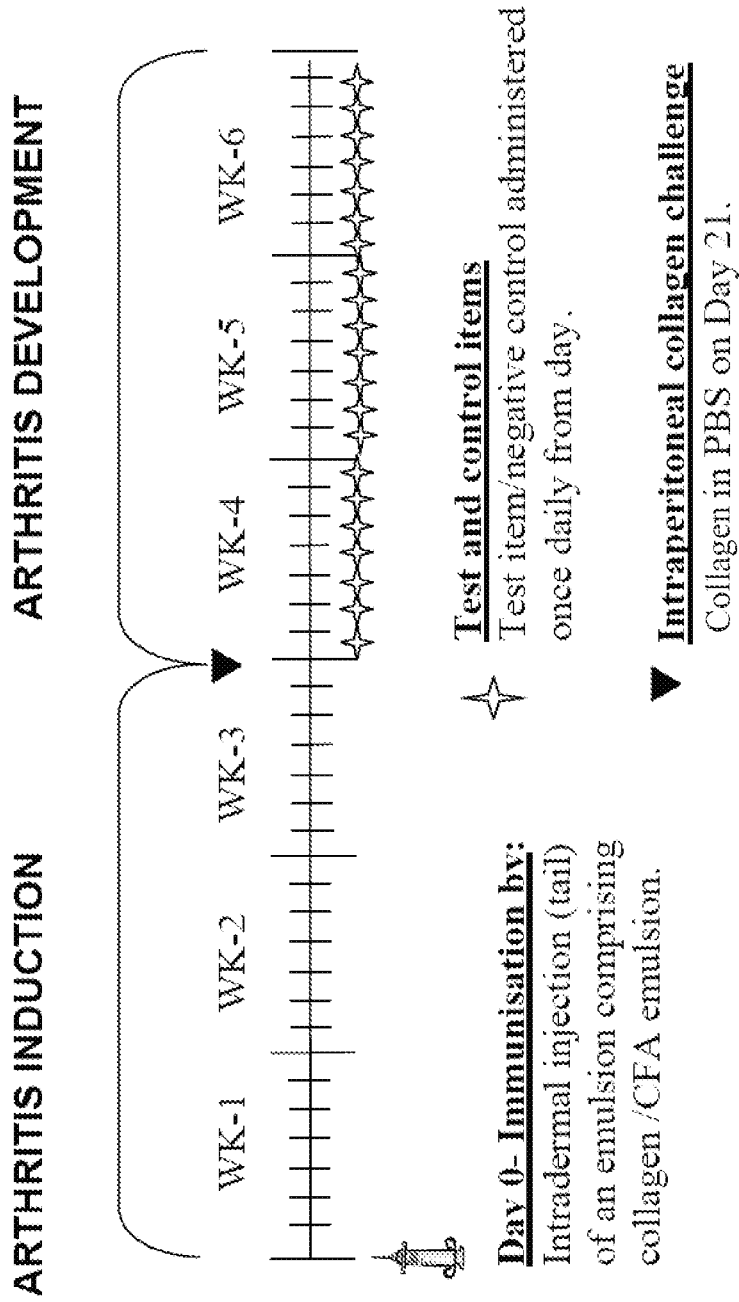 ARTHRITIS INDUCTION
ARTHRITIS DEVELOPMENT
WK-1
WK-2
WK-3
WK-4
WK-5
WK-6
Day 0- Immunisation by:
Intradermal injection (tail)
of an emulsion comprising
collagen /CFA emulsion.
Test and control items
Test item/negative control administered
once daily from day.
Intraperitoneal collagen challenge
Collagen in PBS on Day 21.